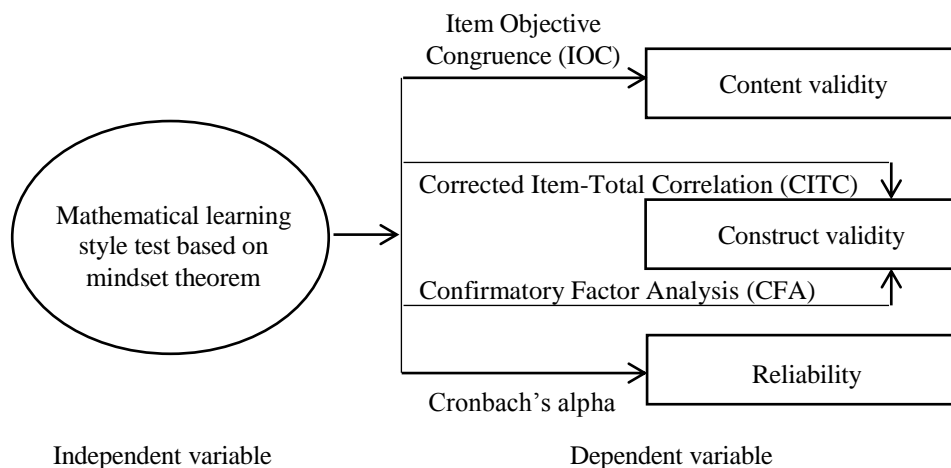 Item Objective
Congruence (IOC)
Content validity
Corrected Item-Total Correlation (CITC)
Mathematical learning
style test based on
mindset theorem
Construct validity
Confirmatory Factor Analysis (CFA)
Reliability
Cronbach’s alpha
Independent variable
Dependent variable